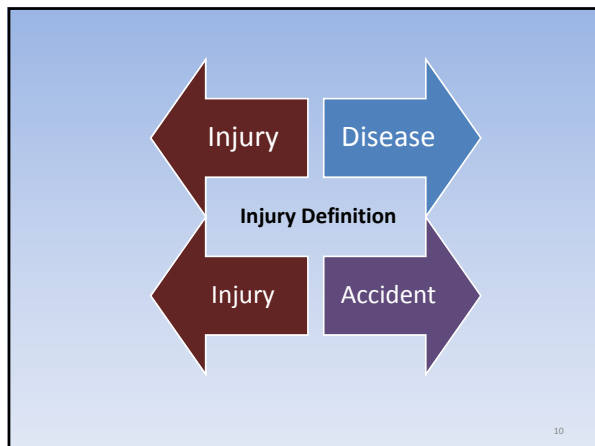 Injury
Disease
Injury Definition
Injury
Accident
10